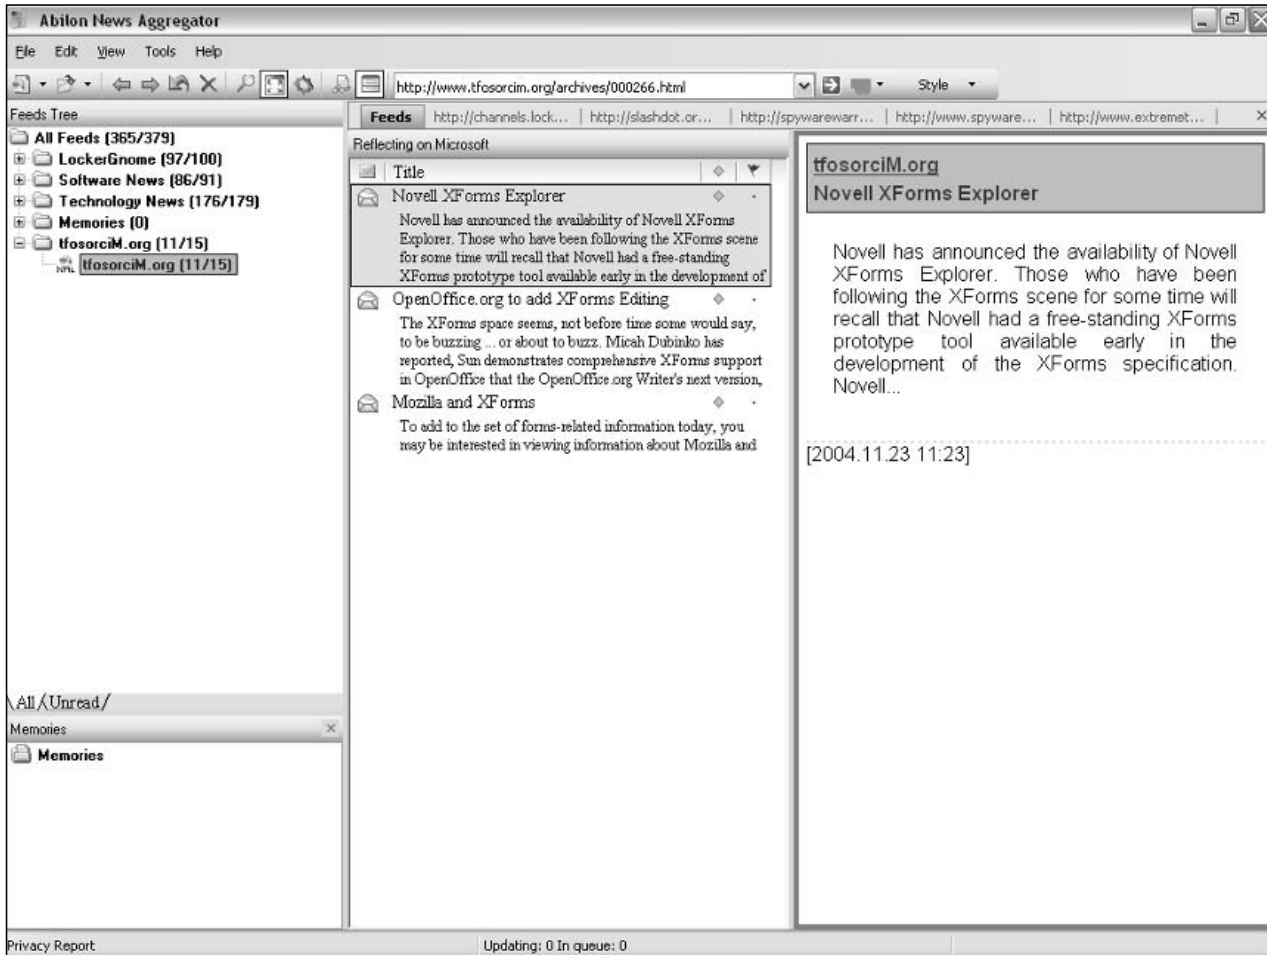 Abilon News Aggregator
File Edit View Tools Help
http://www.tfosorcim.org/archives/000266.html
Style
Feeds Tree
All Feeds (365/379)
LockerGnome (97/100)
Software News (86/91)
Technology News (176/179)
Memories (0)
tfosorciM.org (11/15)
XML tfosorciM.org (11/15)
\All/Unread/
Memories
Memories
Feeds http://channels.lock... http://slashdot.or... http://spywarewarr... http://www.spyware... http://www.extremet...
Reflecting on Microsoft
Title
Novell XForms Explorer
Novell has announced the availability of Novell XForms
Explorer. Those who have been following the XForms scene
for some time will recall that Novell had a free-standing
XForms prototype tool available early in the development of
OpenOffice.org to add XForms Editing
The XForms space seems, not before time some would say,
to be buzzing ... or about to buzz. Micah Dubinko has
reported, Sun demonstrates comprehensive XForms support
in OpenOffice that the OpenOffice.org Writer's next version,
Mozilla and XForms
To add to the set of forms-related information today, you
may be interested in viewing information about Mozilla and
tfosorciM.org
Novell XForms Explorer
Novell has announced the availability of Novell
XForms Explorer. Those who have been
following the XForms scene for some time will
recall that Novell had a free-standing XForms
prototype tool available early in the
development of the XForms specification.
Novell...
[2004.11.23 11:23]
Privacy Report
Updating: 0 In queue: 0